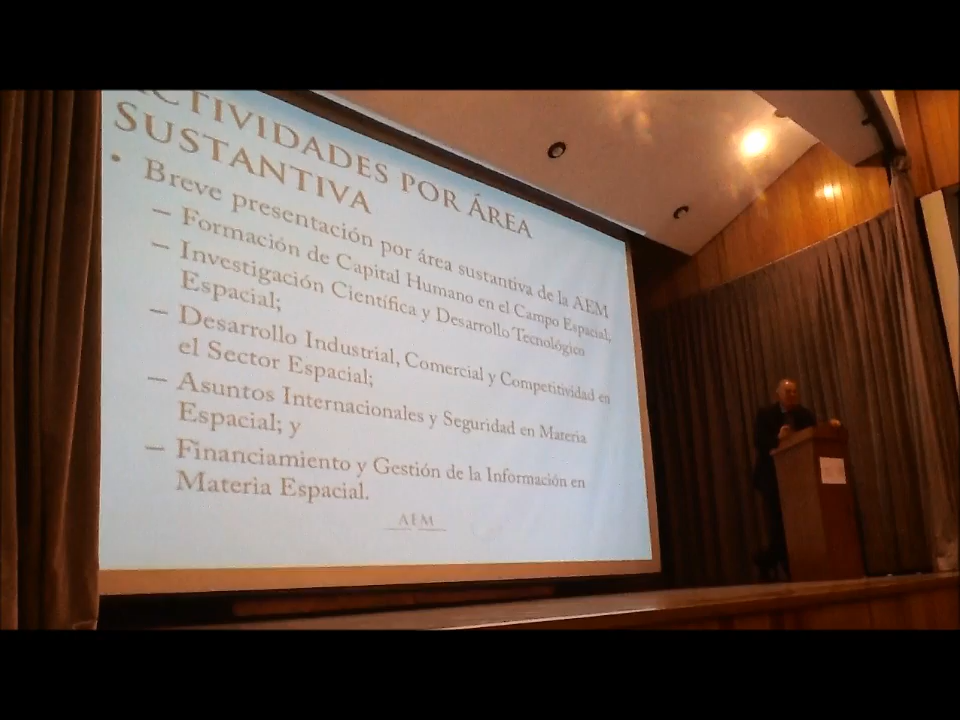 ACTIVIDADES POR ÁREA
SUSTANTIVA
• Breve presentación por área sustantiva de la AEM
– Formación de Capital Humano en el Campo Espacial;
– Investigación Científica y Desarrollo Tecnológico
Espacial;
– Desarrollo Industrial, Comercial y Competitividad en
el Sector Espacial;
– Asuntos Internacionales y Seguridad en Materia
Espacial; y
– Financiamiento y Gestión de la Información en
Materia Espacial.
AEM